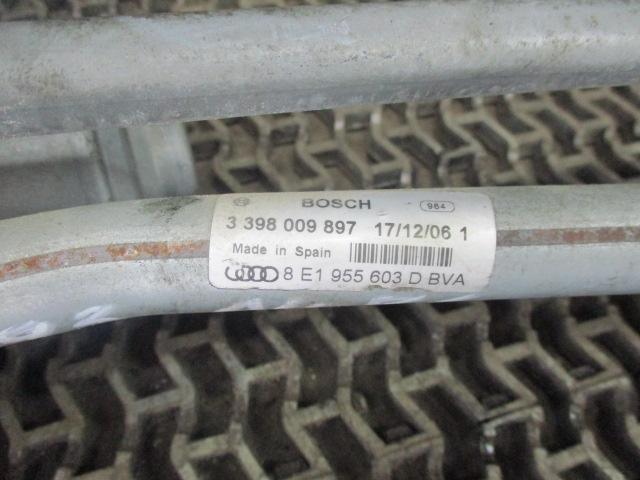 BOSCH 984
3 398 009 897 17/12/06 1
Made in Spain
8 E1 955 603 D BVA